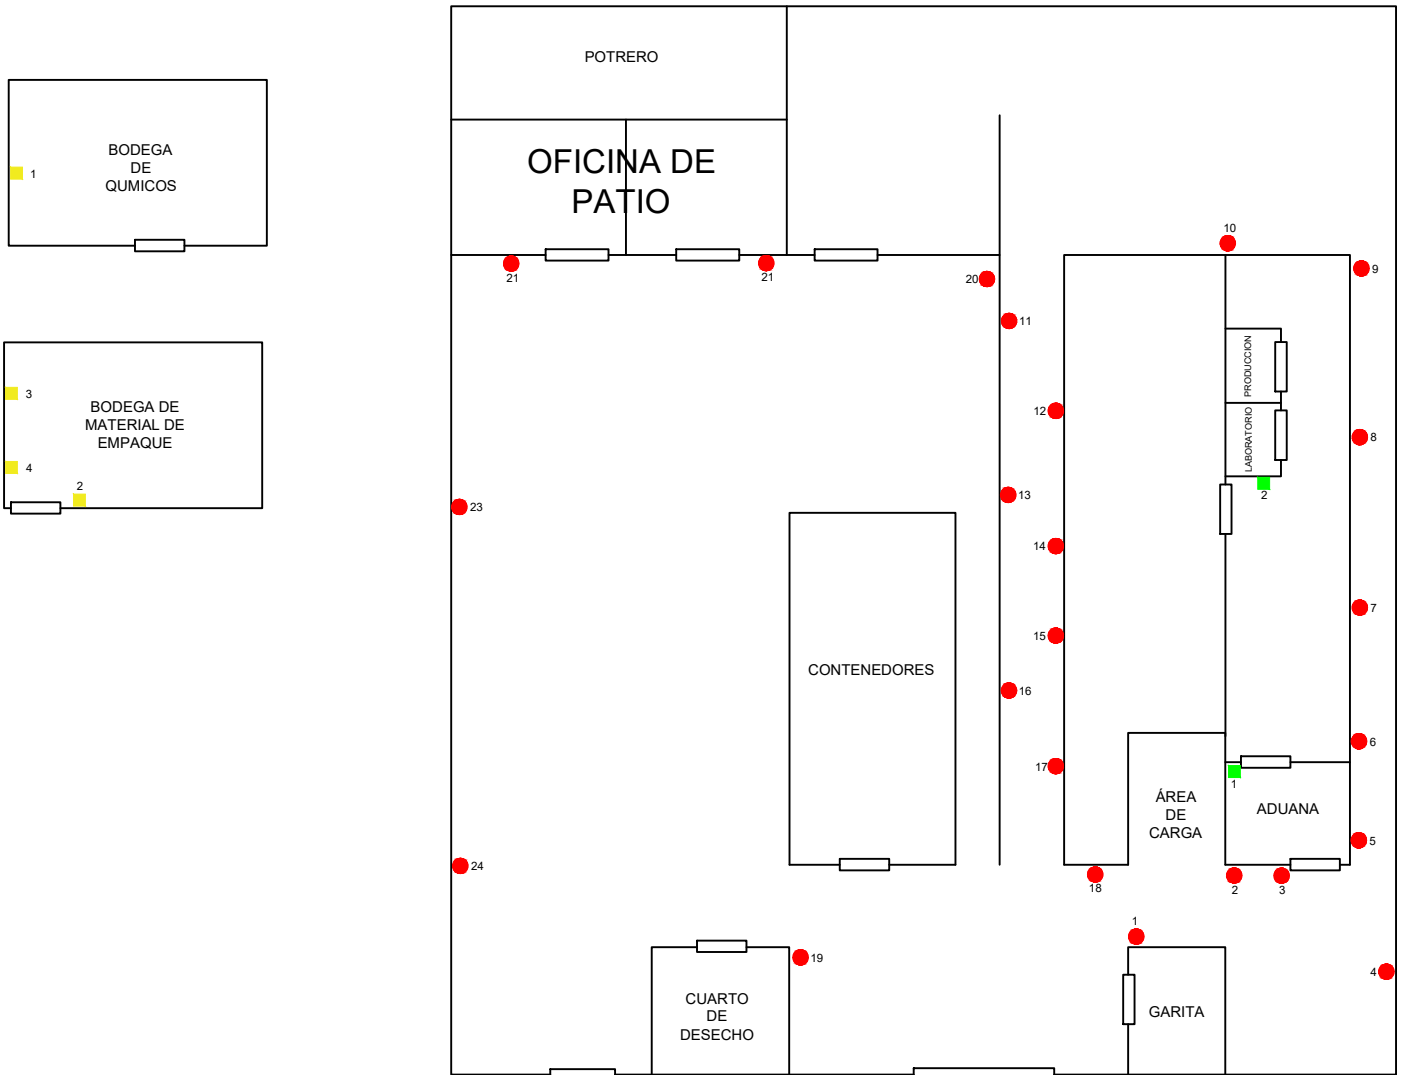 POTRERO
BODEGA
DE
QUMICOS
1
OFICINA DE
PATIO
10
9
21
21
20
11
PRODUCCION
3
BODEGA DE
MATERIAL DE
EMPAQUE
12
LABORATORIO
8
4
2
2
13
23
14
7
15
CONTENEDORES
16
6
17
1
ÁREA
DE
CARGA
ADUANA
5
24
18
2
3
1
19
4
CUARTO
DE
DESECHO
GARITA